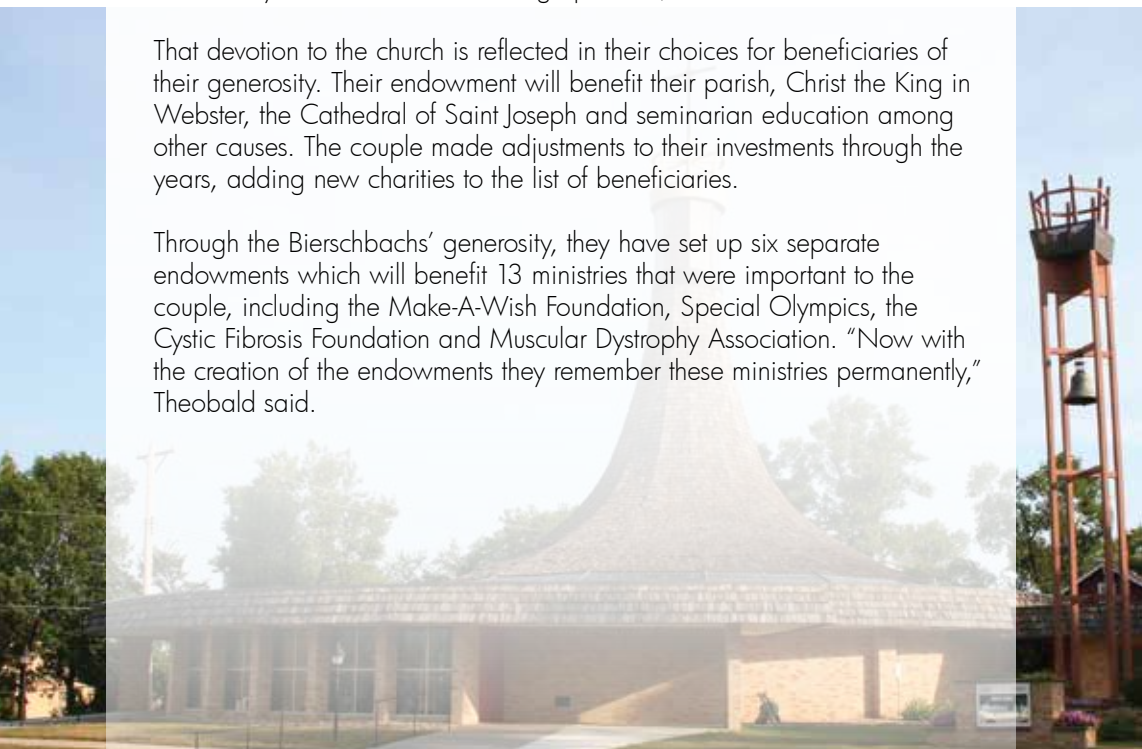 That devotion to the church is reflected in their choices for beneficiaries of
their generosity. Their endowment will benefit their parish, Christ the King in
Webster, the Cathedral of Saint Joseph and seminarian education among
other causes. The couple made adjustments to their investments through the
years, adding new charities to the list of beneficiaries.
Through the Bierschbachs’ generosity, they have set up six separate
endowments which will benefit 13 ministries that were important to the
couple, including the Make-A-Wish Foundation, Special Olympics, the
Cystic Fibrosis Foundation and Muscular Dystrophy Association. “Now with
the creation of the endowments they remember these ministries permanently,”
Theobald said.